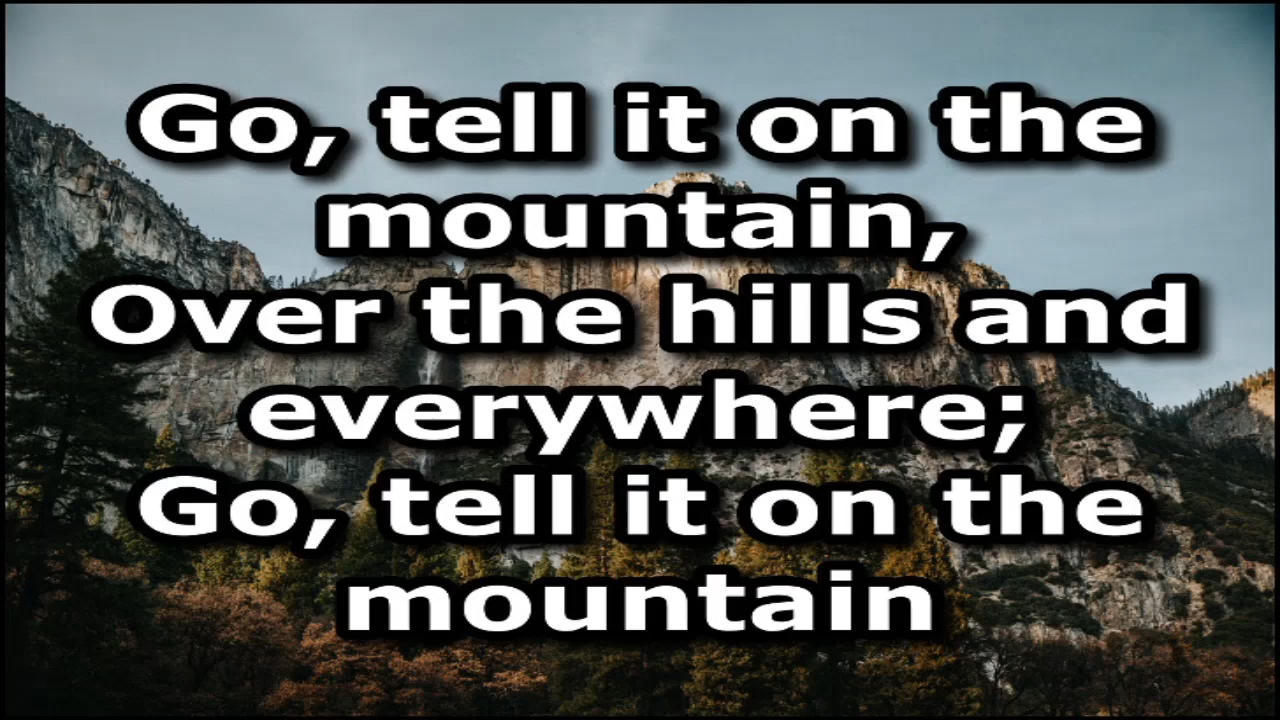 Go, tell it on the
mountain,
Over the hills and
everywhere;
Go, tell it on the
mountain